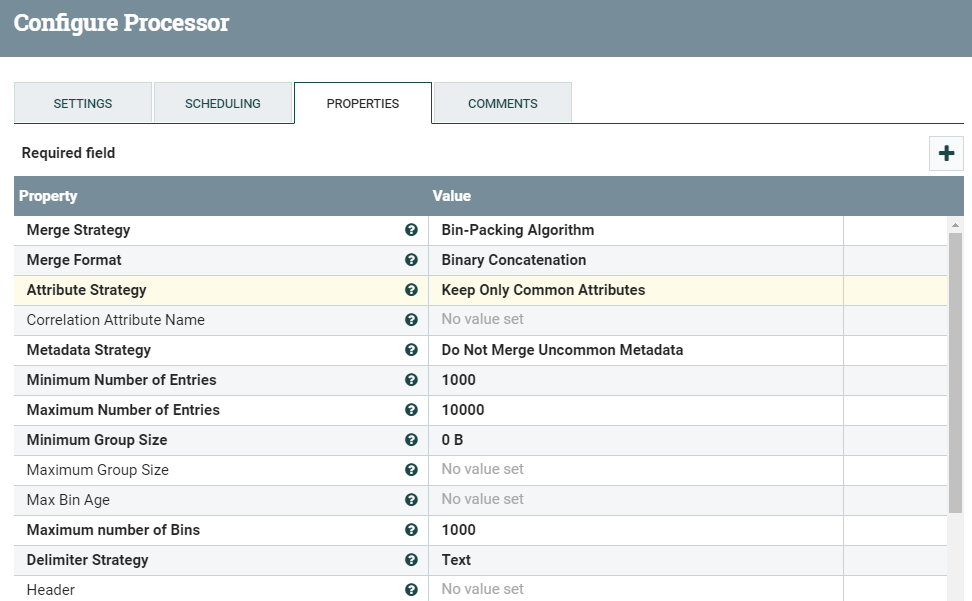 Configure Processor
SETTINGS SCHEDULING PROPERTIES COMMENTS
Required field
Property Value
Merge Strategy Bin-Packing Algorithm
Merge Format Binary Concatenation
Attribute Strategy Keep Only Common Attributes
Correlation Attribute Name No value set
Metadata Strategy Do Not Merge Uncommon Metadata
Minimum Number of Entries 1000
Maximum Number of Entries 10000
Minimum Group Size 0 B
Maximum Group Size No value set
Max Bin Age No value set
Maximum number of Bins 1000
Delimiter Strategy Text
Header No value set